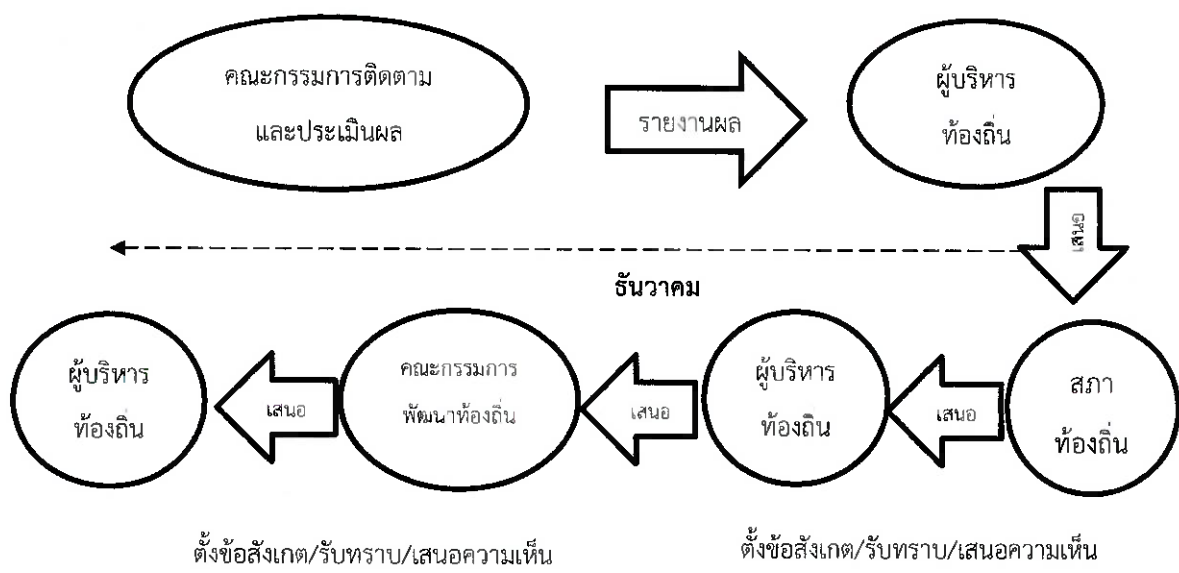 คณะกรรมการติดตาม
และประเมินผล
รายงานผล
ผู้บริหาร
ท้องถิ่น
เสนอ
ธันวาคม
ผู้บริหาร
ท้องถิ่น
เสนอ
คณะกรรมการ
พัฒนาท้องถิ่น
เสนอ
ผู้บริหาร
ท้องถิ่น
เสนอ
สภา
ท้องถิ่น
ตั้งข้อสังเกต/รับทราบ/เสนอความเห็น
ตั้งข้อสังเกต/รับทราบ/เสนอความเห็น